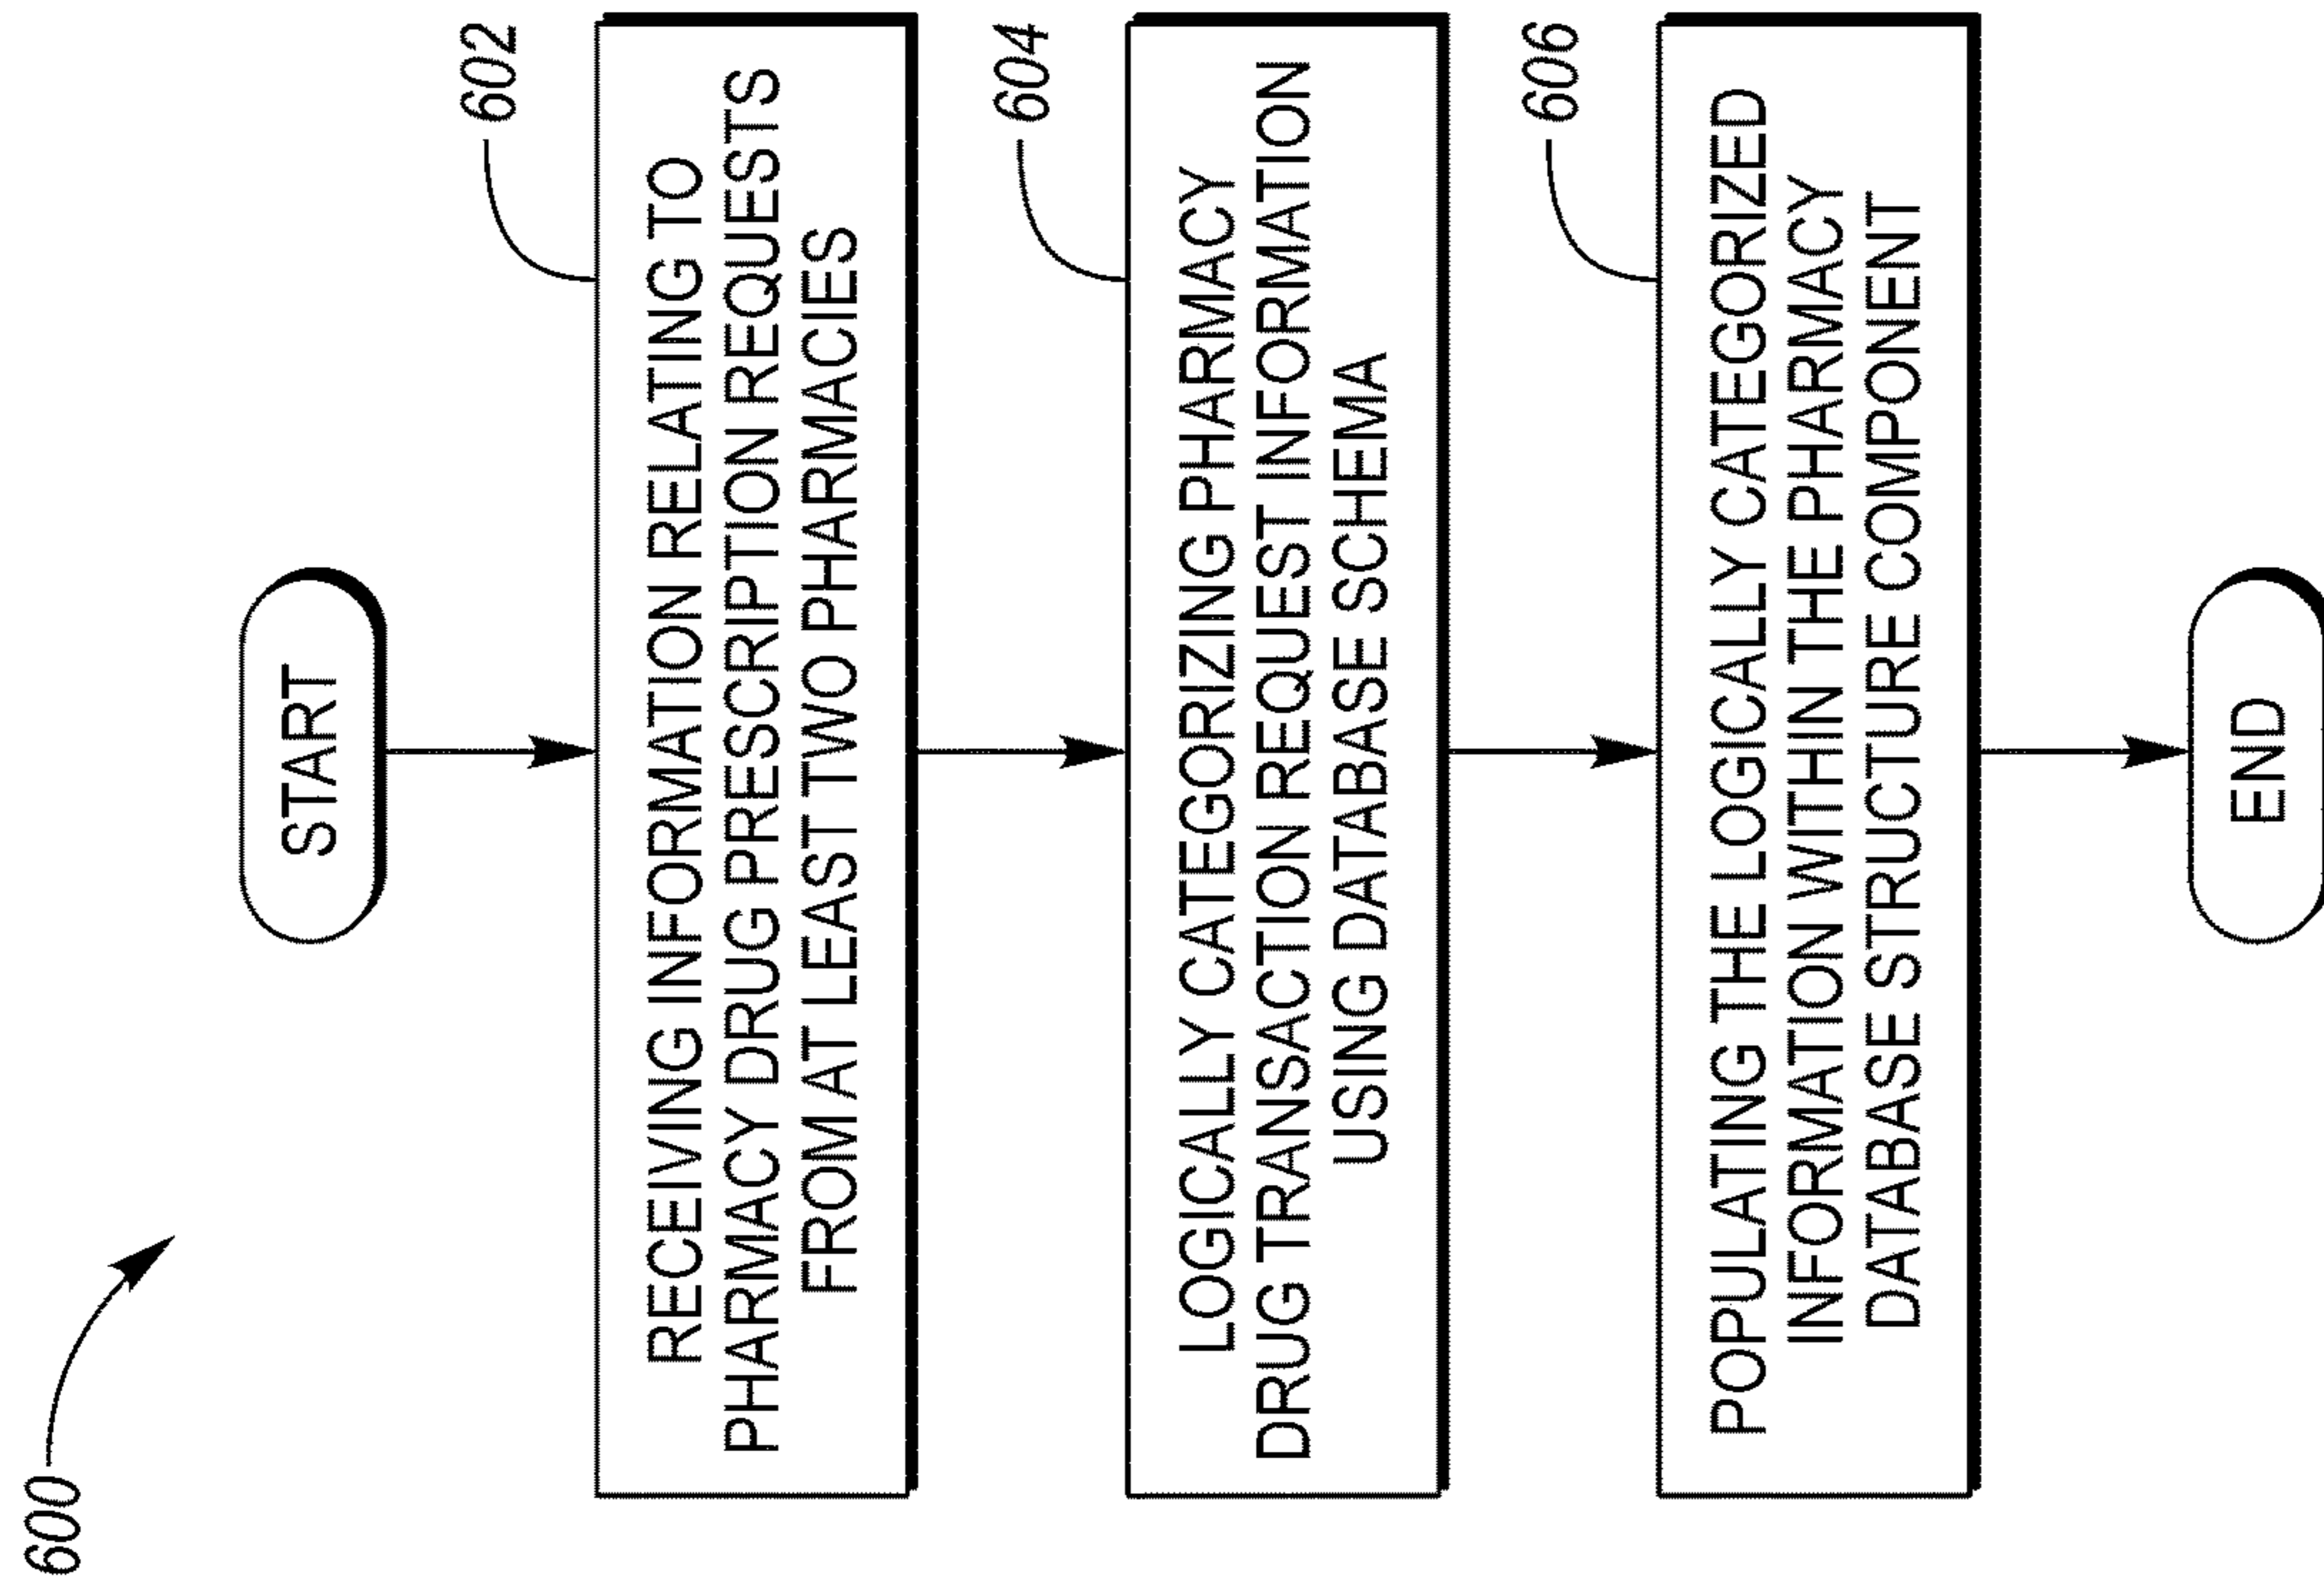 600
START
602
RECEIVING INFORMATION RELATING TO
PHARMACY DRUG PRESCRIPTION REQUESTS
FROM AT LEAST TWO PHARMACIES
604
LOGICALLY CATEGORIZING PHARMACY
DRUG TRANSACTION REQUEST INFORMATION
USING DATABASE SCHEMA
606
POPULATING THE LOGICALLY CATEGORIZED
INFORMATION WITHIN THE PHARMACY
DATABASE STRUCTURE COMPONENT
END